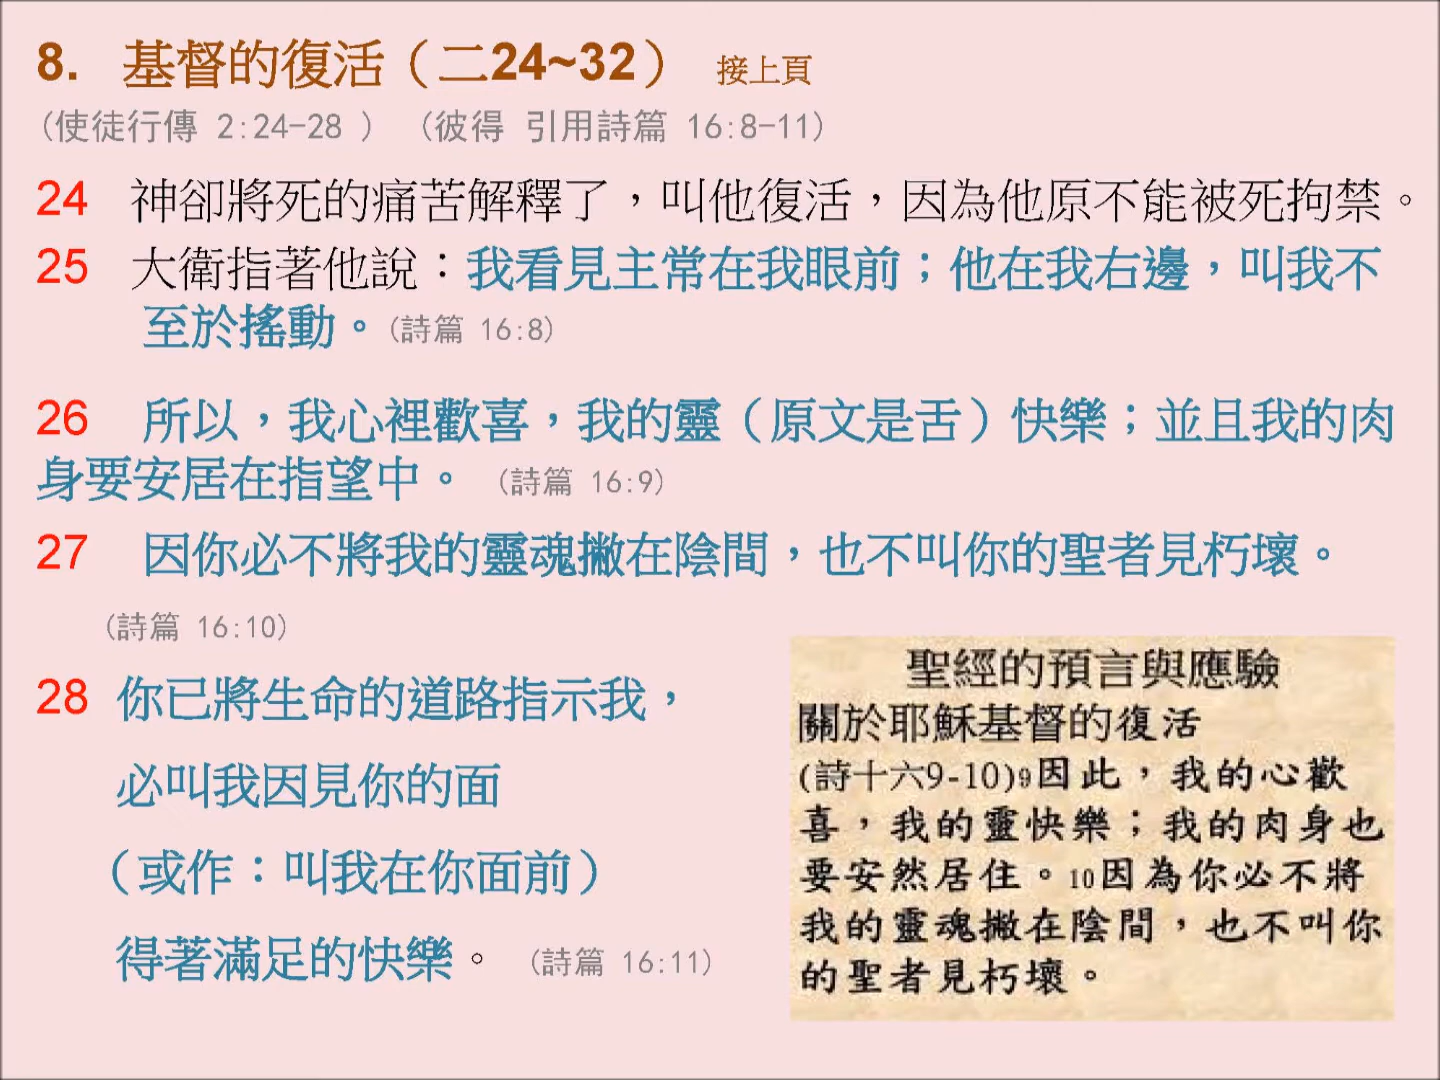 8. 基督的復活（二24~32） 接上頁
(使徒行傳 2:24-28 ) (彼得 引用詩篇 16:8-11)
24 神卻將死的痛苦解釋了，叫他復活，因為他原不能被死拘禁。
25 大衛指著他說：我看見主常在我眼前；他在我右邊，叫我不
至於搖動。(詩篇 16:8)
26 所以，我心裡歡喜，我的靈（原文是舌）快樂；並且我的肉
身要安居在指望中。 (詩篇 16:9)
27 因你必不將我的靈魂撇在陰間，也不叫你的聖者見朽壞。
(詩篇 16:10)
28 你已將生命的道路指示我，
必叫我因見你的面
（或作：叫我在你面前）
得著滿足的快樂。 (詩篇 16:11)
聖經的預言與應驗
關於耶穌基督的復活
(詩十六9-10)9因此，我的心歡
喜，我的靈快樂；我的肉身也
要安然居住。10因為你必不將
我的靈魂撇在陰間，也不叫你
的聖者見朽壞。